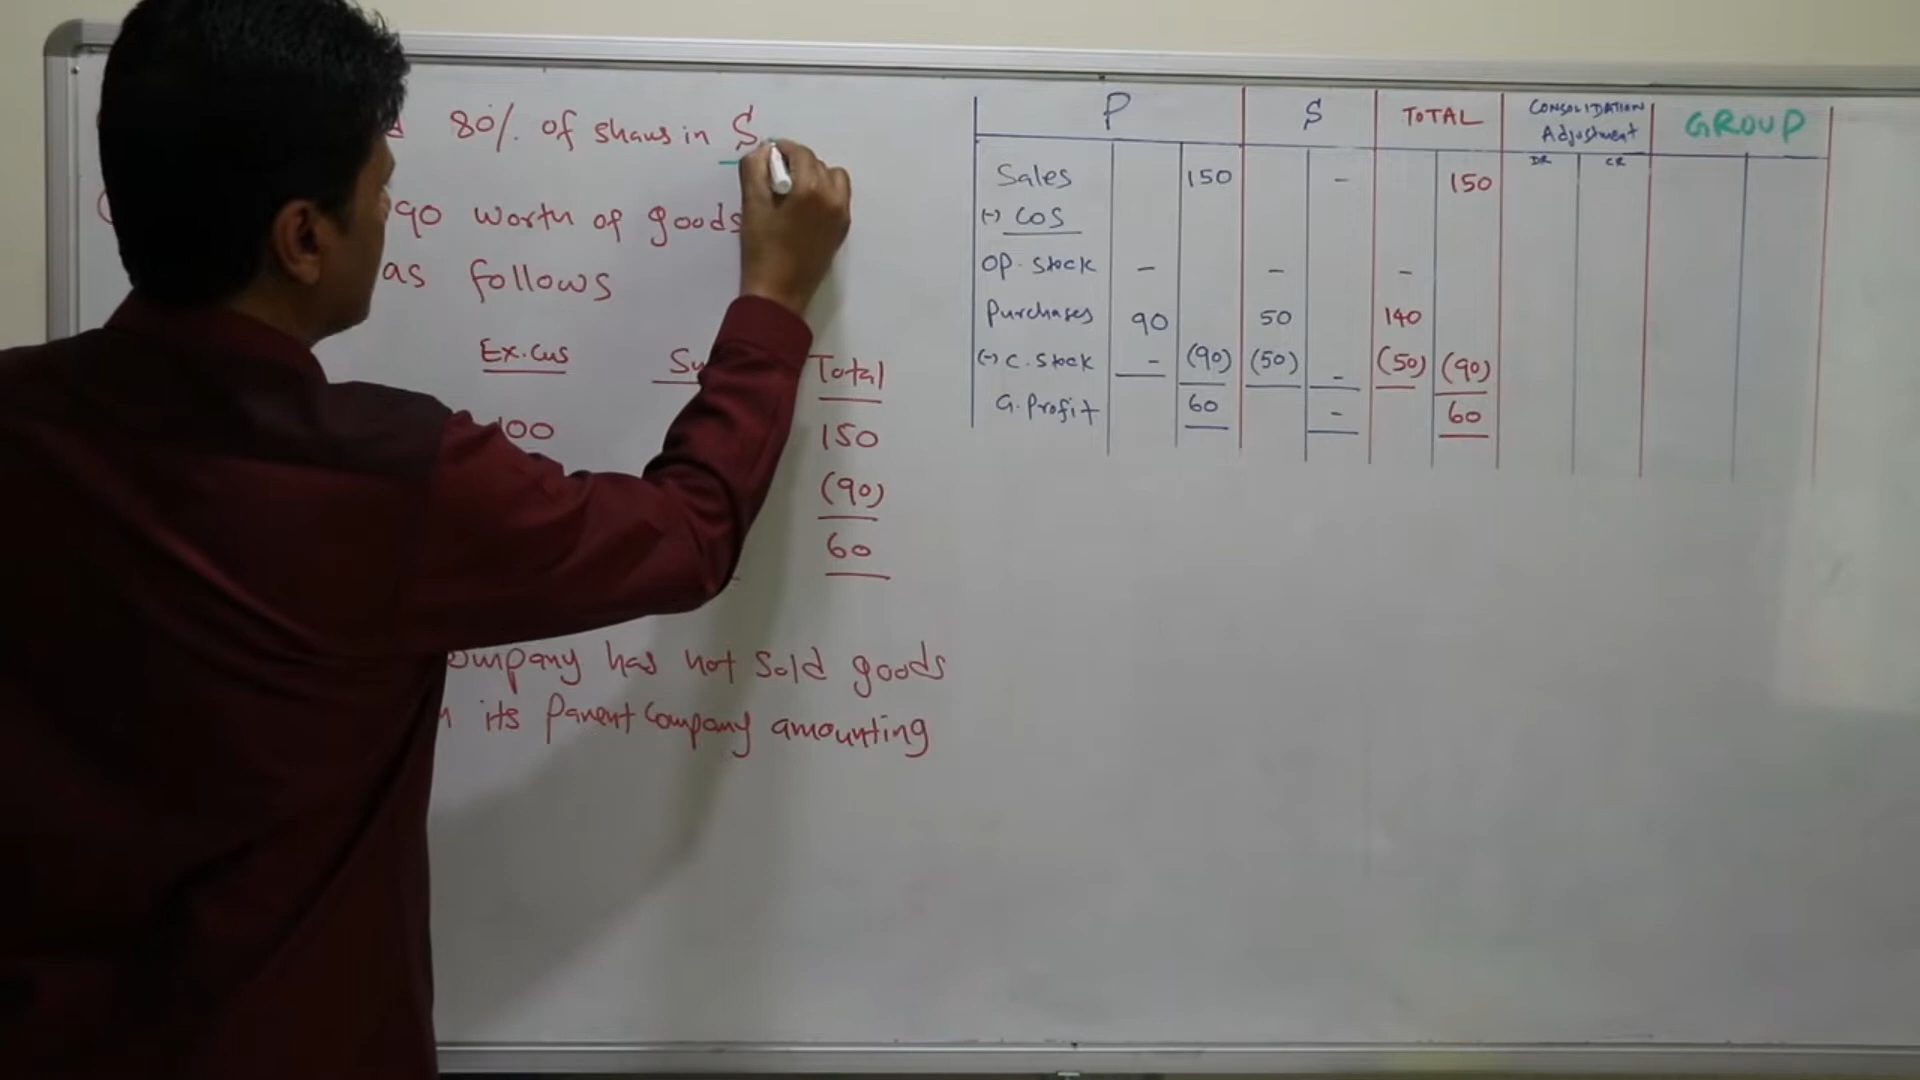 80% of shares in S
90 worth of goods
as follows
Ex.Cus Total
100 150
(90)
60
Company has not sold goods
its Parent Company amounting
P S TOTAL CONSOLIDATION Adjustment GROUP
DR CR
Sales 150 - 150
(-) COS
Op. Stock - - -
Purchases 90 50 140
(-) C. Stock - (90) (50) - (50) (90)
G. Profit 60 - 60